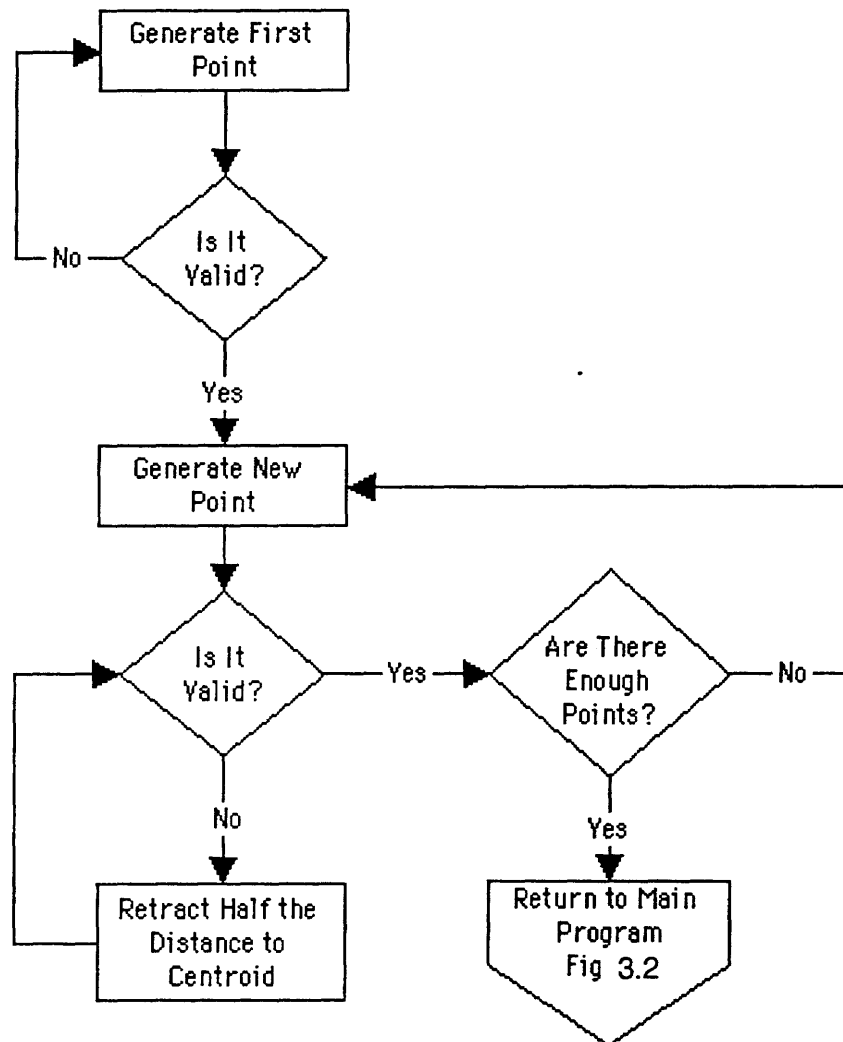 Generate First
Point
Is It
Valid?
No
Yes
Generate New
Point
Is It
Valid?
Yes
Are There
Enough
Points?
No
No
Yes
Retract Half the
Distance to
Centroid
Return to Main
Program
Fig 3.2